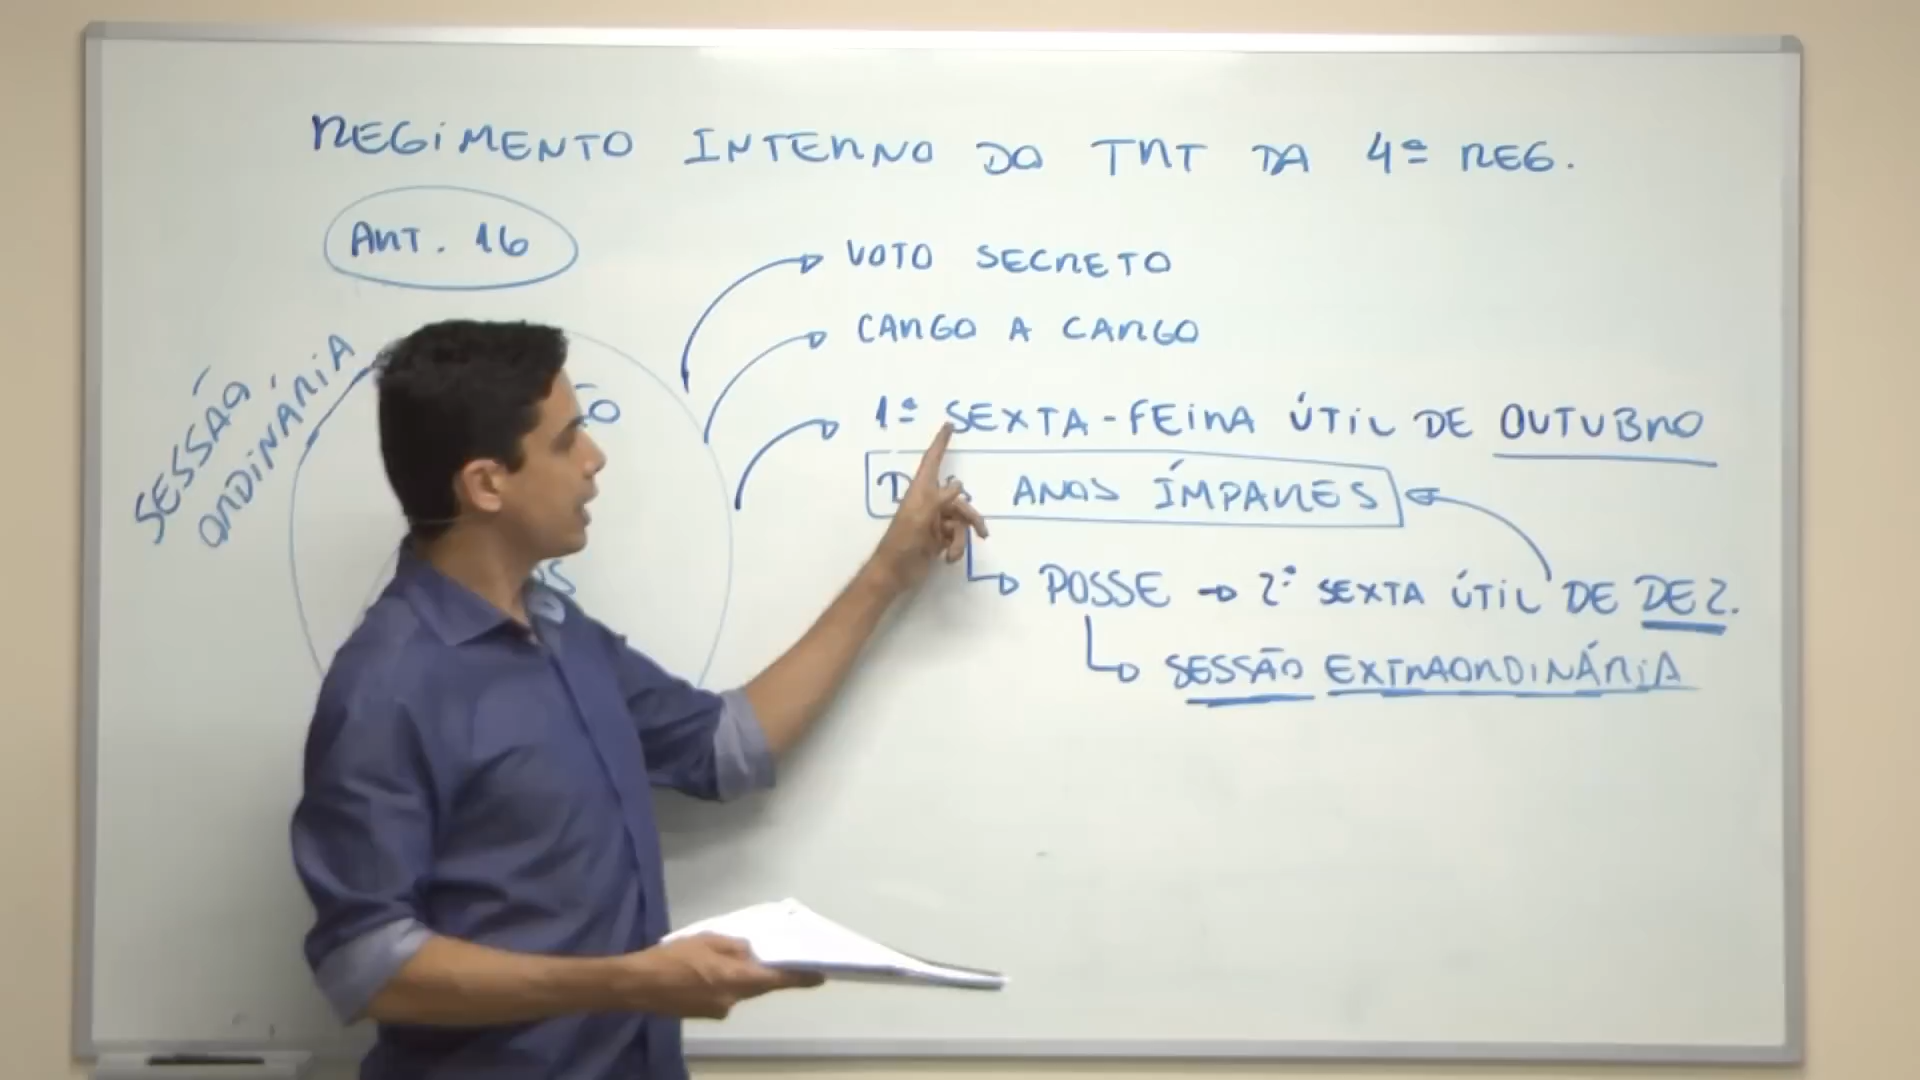 REGIMENTO INTERNO DO TRT DA 4ª REG.
ART. 16
SESSÃO
ORDINÁRIA
VOTO SECRETO
CARGO A CARGO
1ª SEXTA-FEIRA ÚTIL DE OUTUBRO
ANOS ÍMPARES
POSSE → 2ª SEXTA ÚTIL DE DEZ.
SESSÃO EXTRAORDINÁRIA